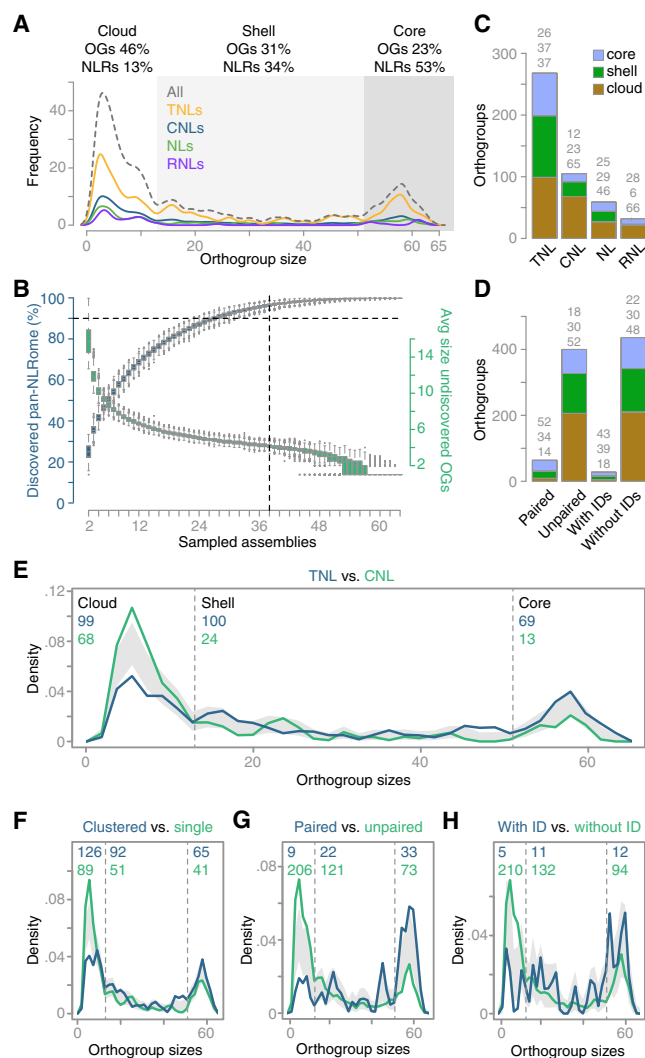 A
Cloud
OGs 46%
NLRs 13%
Shell
OGs 31%
NLRs 34%
Core
OGs 23%
NLRs 53%
All
TNLs
CNLs
NLs
RNLs
Frequency
40
20
0
0
20
40
60
65
Orthogroup size
B
Discovered pan-NLRome (%)
100
80
60
40
20
0
Avg size undiscovered OGs
14
10
6
2
2
12
24
36
48
60
Sampled assemblies
C
26
37
37
core
shell
cloud
12
23
65
25
29
46
28
6
66
Orthogroups
300
200
100
0
TNL
CNL
NL
RNL
D
52
34
14
18
30
52
43
39
18
22
30
48
Orthogroups
400
200
0
Paired
Unpaired
With IDs
Without IDs
E
TNL vs. CNL
Cloud
99
68
Shell
100
24
Core
69
13
Density
.12
.08
.04
0
0
20
40
60
Orthogroup sizes
F
Clustered vs. single
126 92 65
89 51 41
Density
.08
.04
0
0
60
Orthogroup sizes
G
Paired vs. unpaired
9 22 33
206 121 73
Density
.08
.04
0
0
60
Orthogroup sizes
H
With ID vs. without ID
5 11 12
210 132 94
Density
.06
0
0
60
Orthogroup sizes